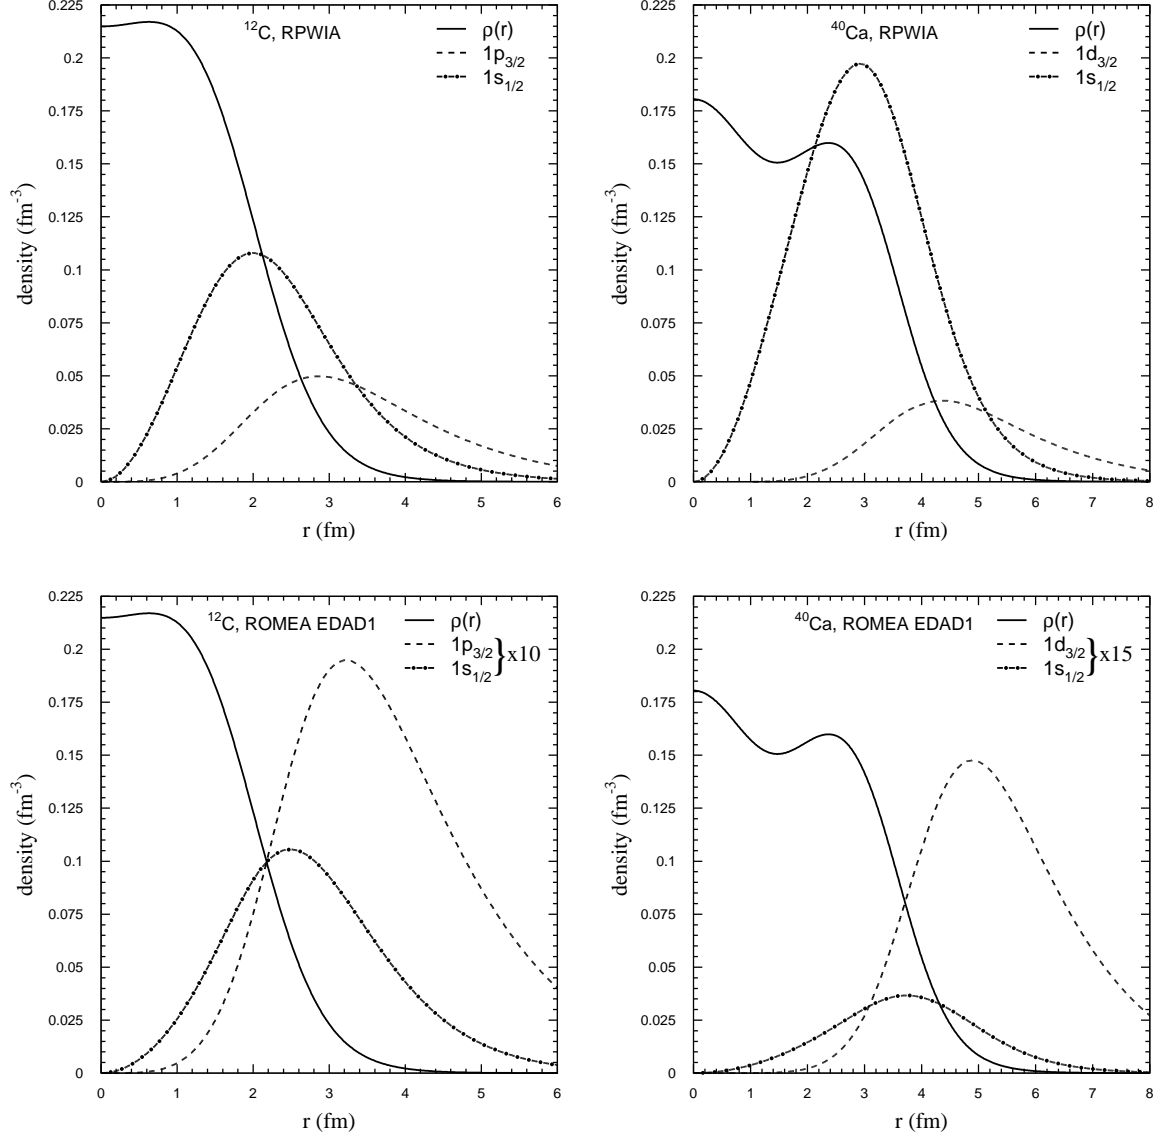 ¹²C, RPWIA
ρ(r)
1p3/2
1s1/2
density (fm⁻³)
0.225
0.2
0.175
0.15
0.125
0.1
0.075
0.05
0.025
0
0 1 2 3 4 5 6
r (fm)
⁴⁰Ca, RPWIA
ρ(r)
1d3/2
1s1/2
density (fm⁻³)
0.225
0.2
0.175
0.15
0.125
0.1
0.075
0.05
0.025
0
0 1 2 3 4 5 6 7 8
r (fm)
¹²C, ROMEA EDAD1
ρ(r)
1p3/2
1s1/2
}x10
density (fm⁻³)
0.225
0.2
0.175
0.15
0.125
0.1
0.075
0.05
0.025
0
0 1 2 3 4 5 6
r (fm)
⁴⁰Ca, ROMEA EDAD1
ρ(r)
1d3/2
1s1/2
}x15
density (fm⁻³)
0.225
0.2
0.175
0.15
0.125
0.1
0.075
0.05
0.025
0
0 1 2 3 4 5 6 7 8
r (fm)